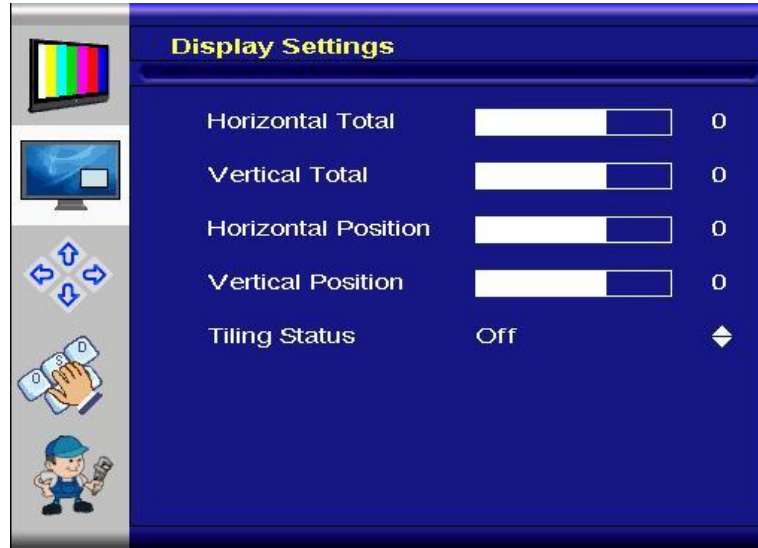 Display Settings
Horizontal Total 0
Vertical Total 0
Horizontal Position 0
Vertical Position 0
Tiling Status Off
O S D